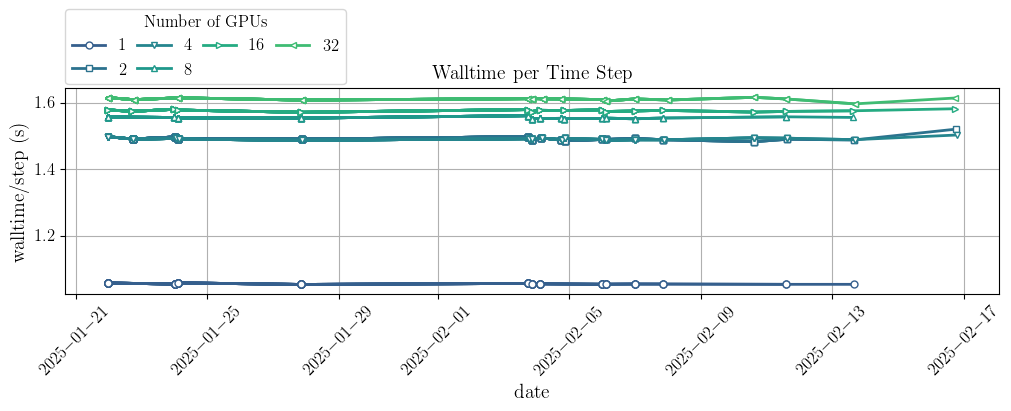 Number of GPUs
1 4 16 32
2 8
Walltime per Time Step
walltime/step (s)
1.6
1.4
1.2
2025−01−21
2025−01−25
2025−01−29
2025−02−01
2025−02−05
2025−02−09
2025−02−13
2025−02−17
date